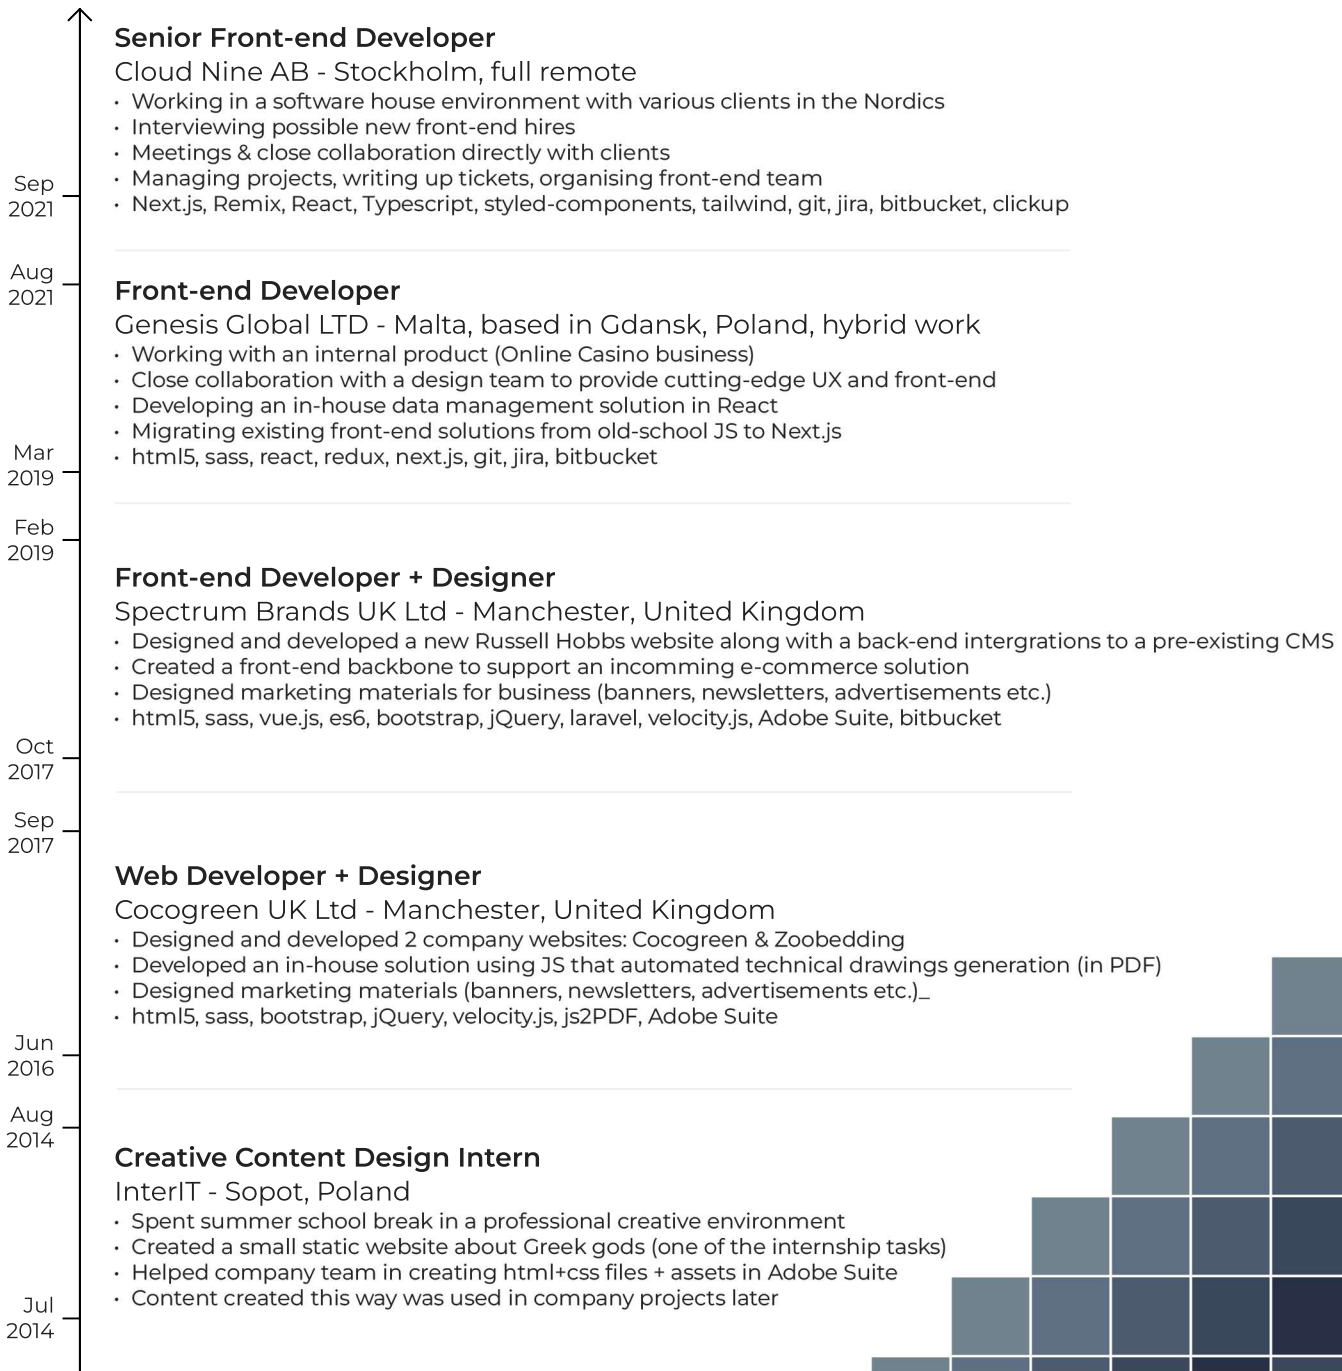 Senior Front-end Developer
Cloud Nine AB - Stockholm, full remote
• Working in a software house environment with various clients in the Nordics
• Interviewing possible new front-end hires
• Meetings & close collaboration directly with clients
• Managing projects, writing up tickets, organising front-end team
• Next.js, Remix, React, Typescript, styled-components, tailwind, git, jira, bitbucket, clickup
Sep
2021
Aug
2021
Front-end Developer
Genesis Global LTD - Malta, based in Gdansk, Poland, hybrid work
• Working with an internal product (Online Casino business)
• Close collaboration with a design team to provide cutting-edge UX and front-end
• Developing an in-house data management solution in React
• Migrating existing front-end solutions from old-school JS to Next.js
• html5, sass, react, redux, next.js, git, jira, bitbucket
Mar
2019
Feb
2019
Front-end Developer + Designer
Spectrum Brands UK Ltd - Manchester, United Kingdom
• Designed and developed a new Russell Hobbs website along with a back-end intergrations to a pre-existing CMS
• Created a front-end backbone to support an incomming e-commerce solution
• Designed marketing materials for business (banners, newsletters, advertisements etc.)
• html5, sass, vue.js, es6, bootstrap, jQuery, laravel, velocity.js, Adobe Suite, bitbucket
Oct
2017
Sep
2017
Web Developer + Designer
Cocogreen UK Ltd - Manchester, United Kingdom
• Designed and developed 2 company websites: Cocogreen & Zoobedding
• Developed an in-house solution using JS that automated technical drawings generation (in PDF)
• Designed marketing materials (banners, newsletters, advertisements etc.)_
• html5, sass, bootstrap, jQuery, velocity.js, js2PDF, Adobe Suite
Jun
2016
Aug
2014
Creative Content Design Intern
InterIT - Sopot, Poland
• Spent summer school break in a professional creative environment
• Created a small static website about Greek gods (one of the internship tasks)
• Helped company team in creating html+css files + assets in Adobe Suite
• Content created this way was used in company projects later
Jul
2014